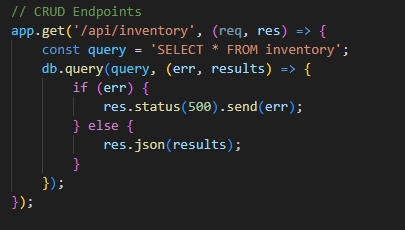 // CRUD Endpoints
app.get('/api/inventory', (req, res) => {
    const query = 'SELECT * FROM inventory';
    db.query(query, (err, results) => {
        if (err) {
            res.status(500).send(err);
        } else {
            res.json(results);
        }
    });
});